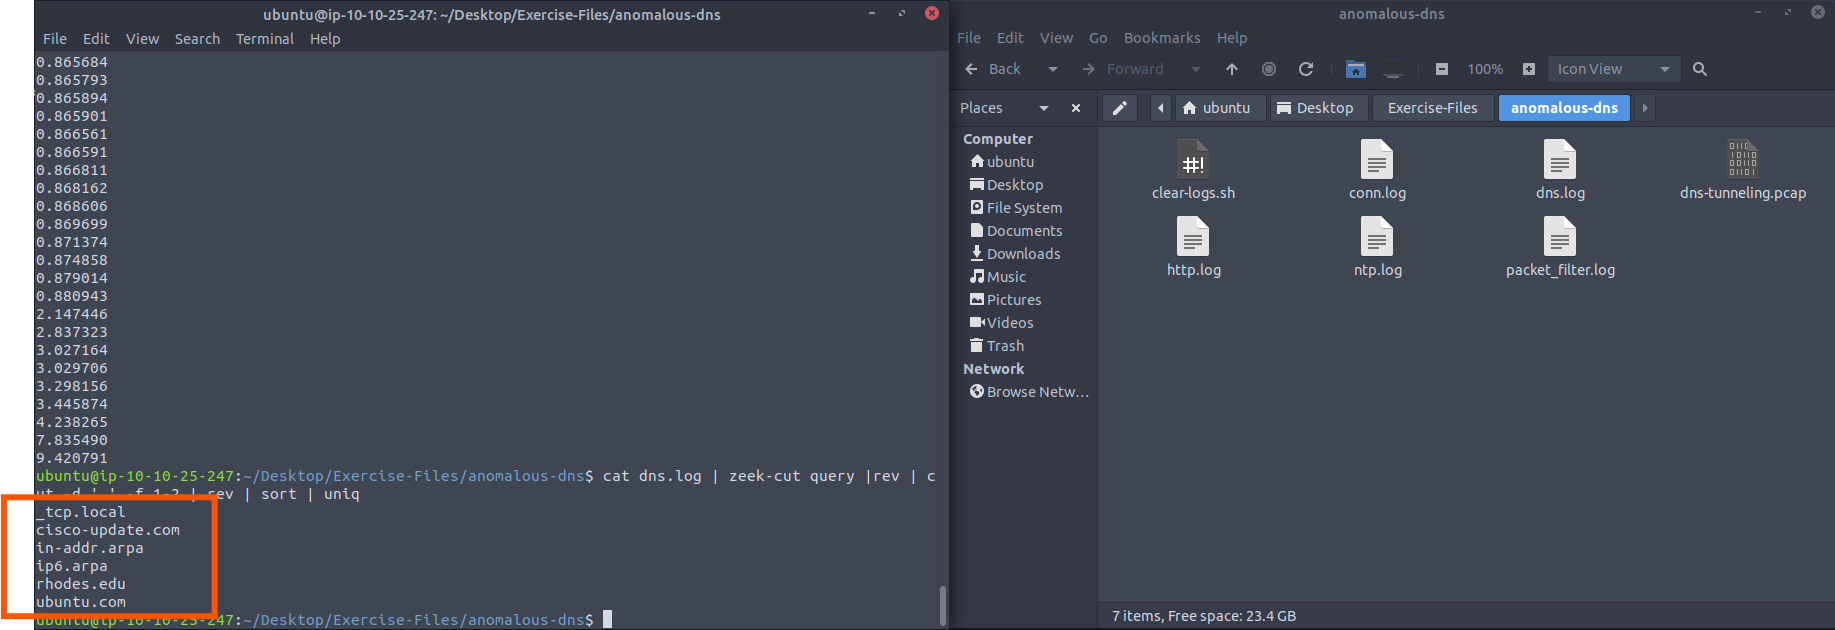 ubuntu@ip-10-10-25-247: ~/Desktop/Exercise-Files/anomalous-dns
File Edit View Search Terminal Help
0.865684
0.865793
0.865894
0.865901
0.866561
0.866591
0.866811
0.868162
0.868606
0.869699
0.871374
0.874858
0.879014
0.880943
2.147446
2.837323
3.027164
3.029706
3.298156
3.445874
4.238265
7.835490
9.420791
ubuntu@ip-10-10-25-247:~/Desktop/Exercise-Files/anomalous-dns$ cat dns.log | zeek-cut query |rev | c
ut -d '.' -f 1-2 | rev | sort | uniq
_tcp.local
cisco-update.com
in-addr.arpa
ip6.arpa
rhodes.edu
ubuntu.com
ubuntu@ip-10-10-25-247:~/Desktop/Exercise-Files/anomalous-dns$
anomalous-dns
File Edit View Go Bookmarks Help
Back Forward 100% Icon View
Places ubuntu Desktop Exercise-Files anomalous-dns
Computer
ubuntu
Desktop
File System
Documents
Downloads
Music
Pictures
Videos
Trash
Network
Browse Netw...
clear-logs.sh conn.log dns.log dns-tunneling.pcap
http.log ntp.log packet_filter.log
7 items, Free space: 23.4 GB